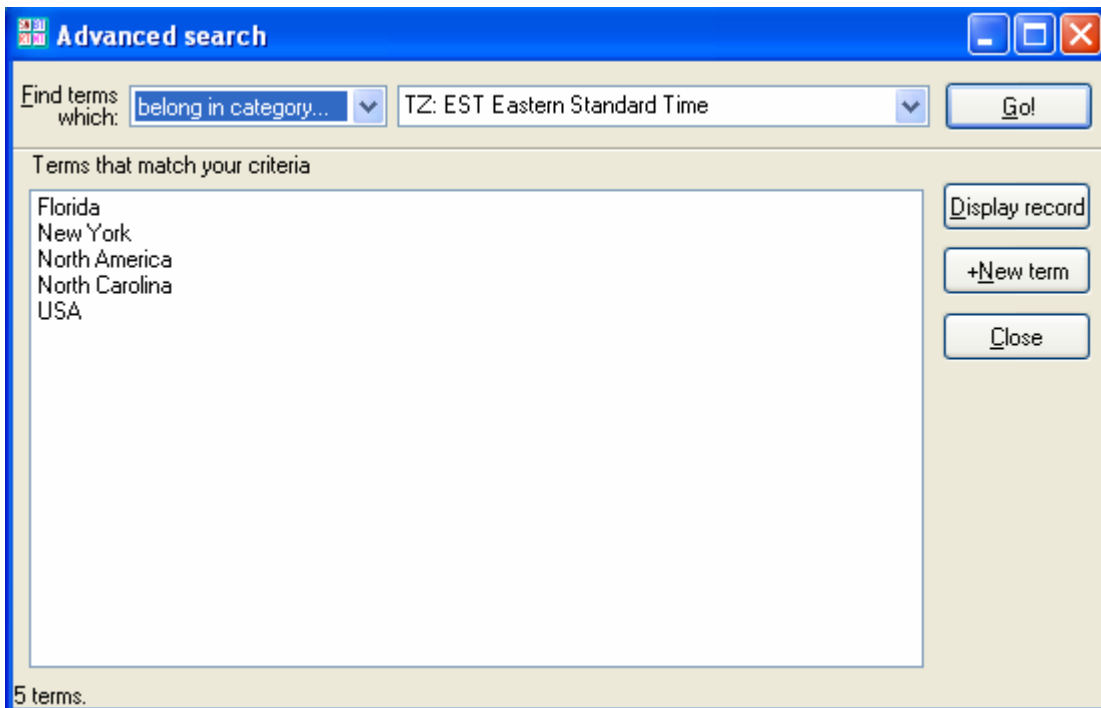 Advanced search
Find terms which:
belong in category...
TZ: EST Eastern Standard Time
Go!
Terms that match your criteria
Florida
New York
North America
North Carolina
USA
Display record
+New term
Close
5 terms.